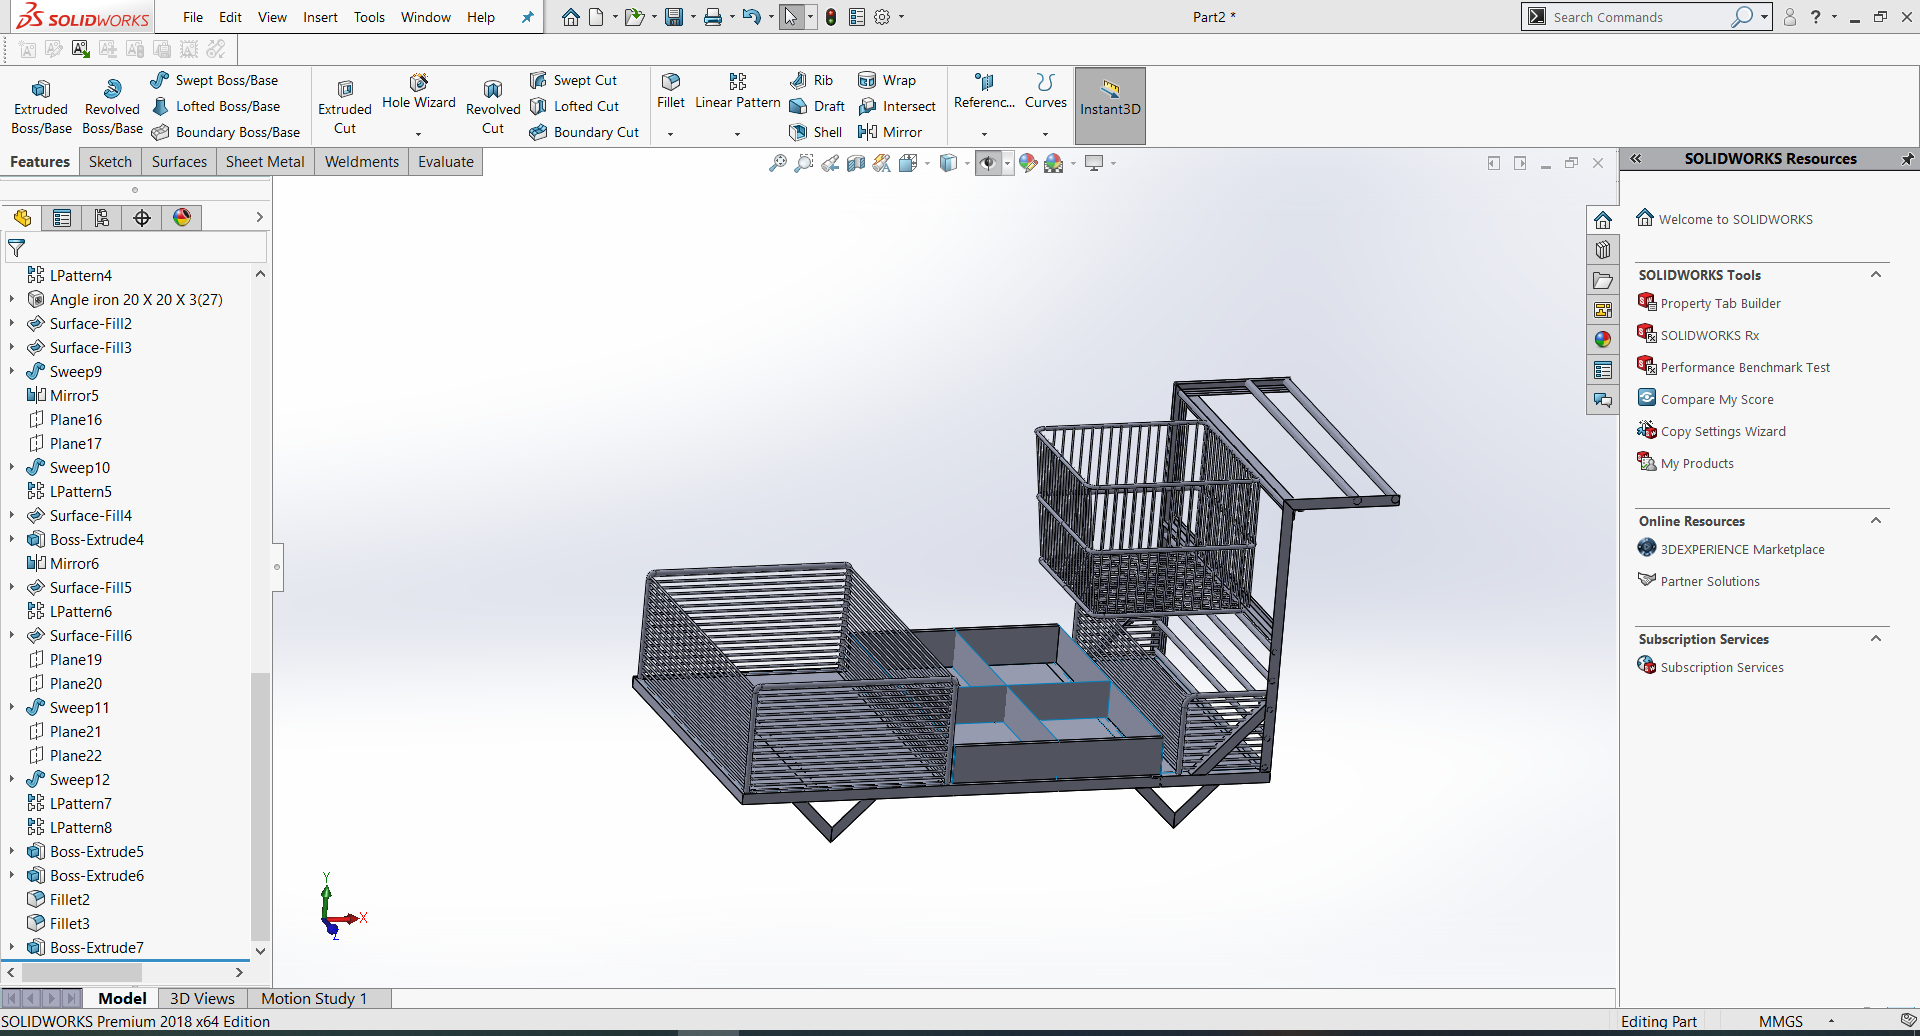 SOLIDWORKS File Edit View Insert Tools Window Help Part2 * Search Commands
Extruded Boss/Base
Revolved Boss/Base
Swept Boss/Base
Lofted Boss/Base
Boundary Boss/Base
Extruded Cut
Hole Wizard
Revolved Cut
Swept Cut
Lofted Cut
Boundary Cut
Fillet
Linear Pattern
Rib
Draft
Shell
Wrap
Intersect
Mirror
Referenc...
Curves
Instant3D
Features Sketch Surfaces Sheet Metal Weldments Evaluate
LPattern4
Angle iron 20 X 20 X 3(27)
Surface-Fill2
Surface-Fill3
Sweep9
Mirror5
Plane16
Plane17
Sweep10
LPattern5
Surface-Fill4
Boss-Extrude4
Mirror6
Surface-Fill5
LPattern6
Surface-Fill6
Plane19
Plane20
Sweep11
Plane21
Plane22
Sweep12
LPattern7
LPattern8
Boss-Extrude5
Boss-Extrude6
Fillet2
Fillet3
Boss-Extrude7
Y
X
Z
SOLIDWORKS Resources
Welcome to SOLIDWORKS
SOLIDWORKS Tools
Property Tab Builder
SOLIDWORKS Rx
Performance Benchmark Test
Compare My Score
Copy Settings Wizard
My Products
Online Resources
3DEXPERIENCE Marketplace
Partner Solutions
Subscription Services
Subscription Services
Model 3D Views Motion Study 1
SOLIDWORKS Premium 2018 x64 Edition Editing Part MMGS